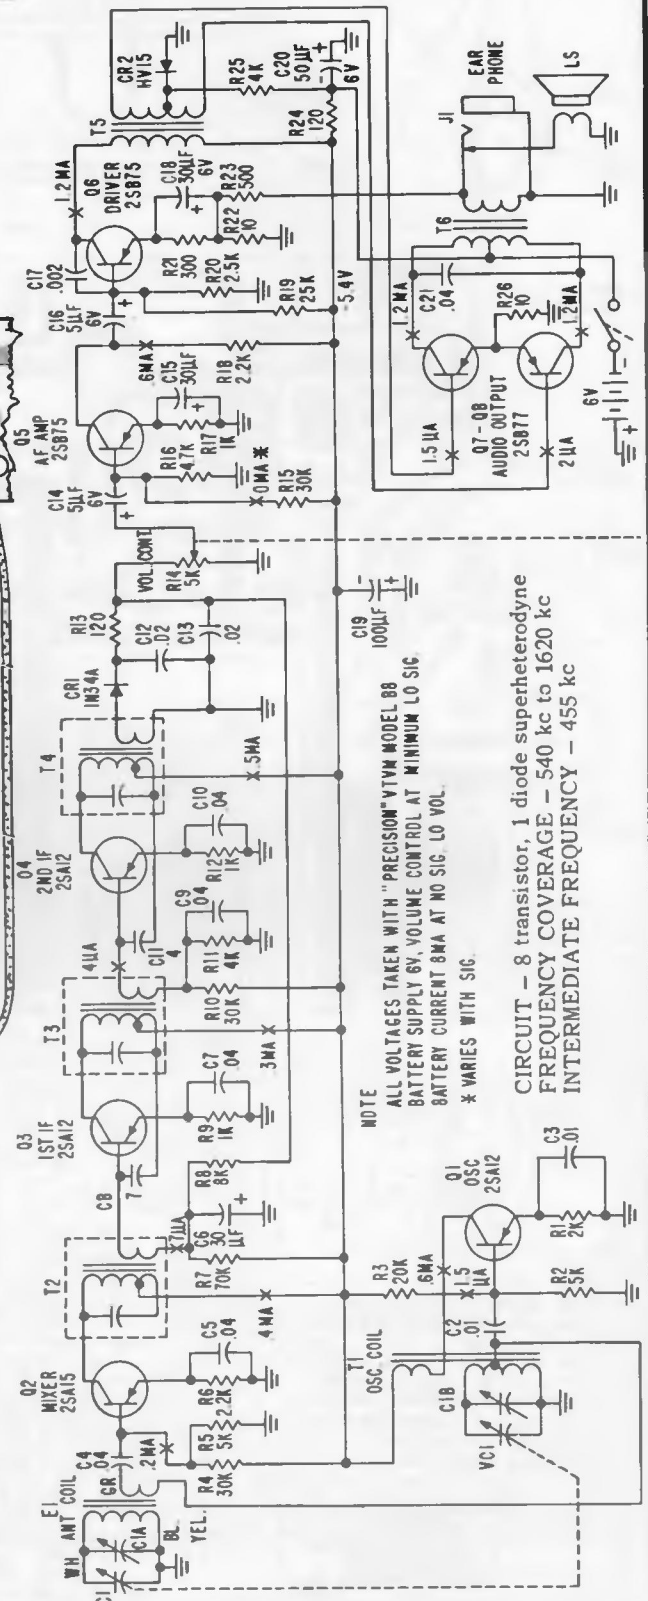 E1
ANT COIL
WH
C1A
BL.
YEL.
GR
C4
.04
.2MA
R4
30K
R5
5K
R6
2.2K
C5
.04
Q2
MIXER
2SA15
T2
.4MA
7µA
C6
30
µF
R7
70K
R8
8K
C8
7
Q3
1ST IF
2SA12
R9
1K
C7
.04
T3
.3MA
4µA
R10
30K
R11
4K
C9
.04
C11
4
Q4
2ND IF
2SA12
R12
1K
C10
.04
T4
.5MA
CR1
1N34A
R13
120
C12
.02
C13
.02
VOL. CONT.
R14
5K
C14
5µF
6V
+
0MA *
R15
30K
R16
4.7K
R17
1K
C15
30µF
+
Q5
AF AMP
2SB75
.6MA
R18
2.2K
C16
5µF
6V
+
C17
.002
R19
25K
R20
2.5K
R21
300
R22
10
R23
500
C18
30µF
6V
+
Q6
DRIVER
2SB75
1.2MA
T5
CR2
HV15
R25
4K
C20
50µF
- +
6V
R24
120
-5.4V
C19
100µF
- +
T1
OSC. COIL
VC1
C1B
C2
.01
R3
20K
.6MA
1.5
µA
R2
5K
R1
2K
C3
.01
Q1
OSC
2SA12
1.5µA
2µA
Q7-Q8
AUDIO OUTPUT
2SB77
1.2MA
1.2MA
C21
.04
R26
10
T6
6V
+ -
J1
EAR
PHONE
LS
NOTE
ALL VOLTAGES TAKEN WITH "PRECISION" VTVM MODEL 88
BATTERY SUPPLY 6V, VOLUME CONTROL AT MINIMUM LO SIG.
BATTERY CURRENT 8MA AT NO SIG. LO VOL.
* VARIES WITH SIG.
CIRCUIT – 8 transistor, 1 diode superheterodyne
FREQUENCY COVERAGE – 540 kc to 1620 kc
INTERMEDIATE FREQUENCY – 455 kc